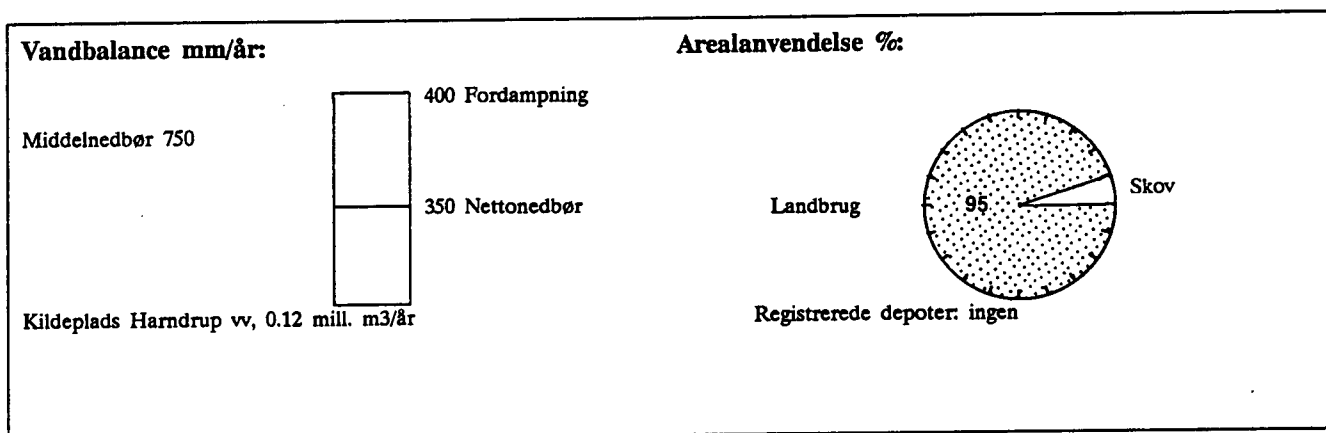 Vandbalance mm/år:
400 Fordampning
Middelnedbør 750
350 Nettonedbør
Kildeplads Harndrup vv, 0.12 mill. m3/år
Arealanvendelse %:
Skov
Landbrug
95
Registrerede depoter: ingen